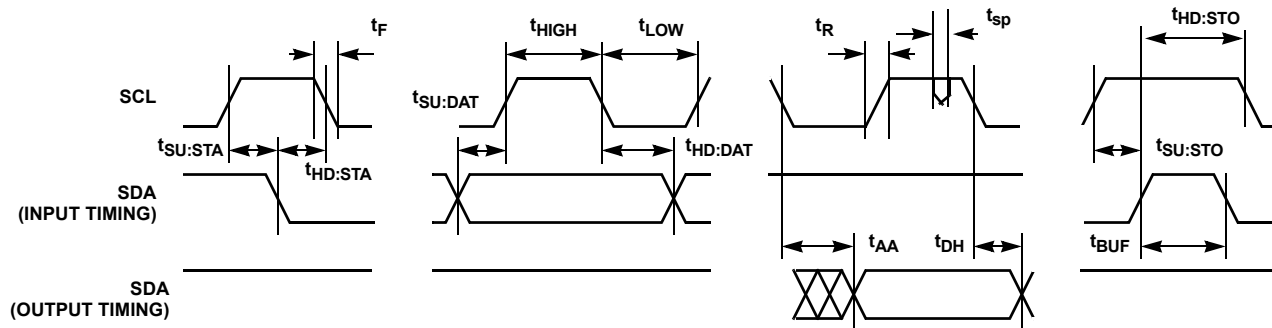 tF
tHIGH
tLOW
tR
tsp
tHD:STO
SCL
tSU:DAT
tSU:STA
tHD:STA
tHD:DAT
tSU:STO
SDA
(INPUT TIMING)
tAA
tDH
tBUF
SDA
(OUTPUT TIMING)